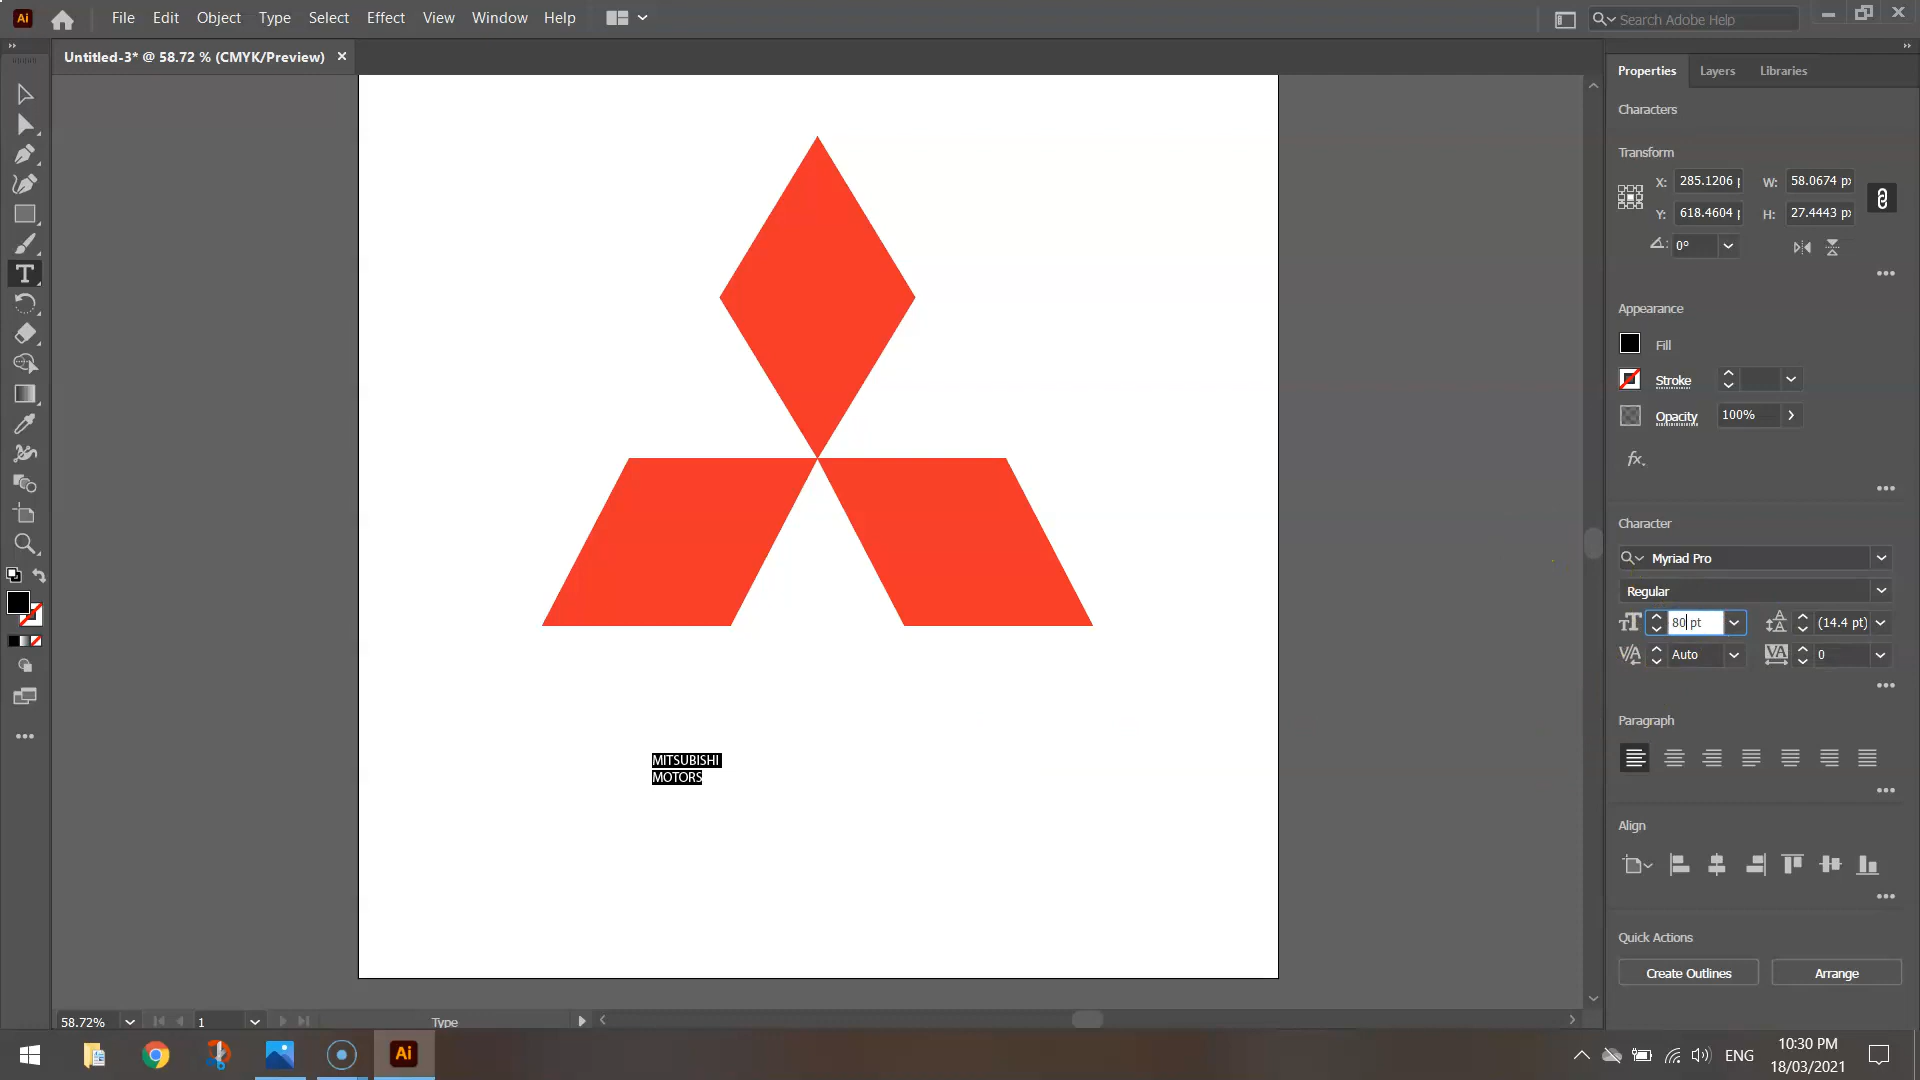 Ai File Edit Object Type Select Effect View Window Help Search Adobe Help
Untitled-3* @ 58.72 % (CMYK/Preview)
Properties Layers Libraries
Characters
Transform
X: 285.1206 W: 58.0674 px
Y: 618.4604 H: 27.4443 px
0°
Appearance
Fill
Stroke
Opacity 100%
fx.
Character
Myriad Pro
Regular
80 pt (14.4 pt)
Auto 0
Paragraph
Align
Quick Actions
Create Outlines Arrange
MITSUBISHI
MOTORS
58.72% 1 Type
Ai ENG 10:30 PM
18/03/2021